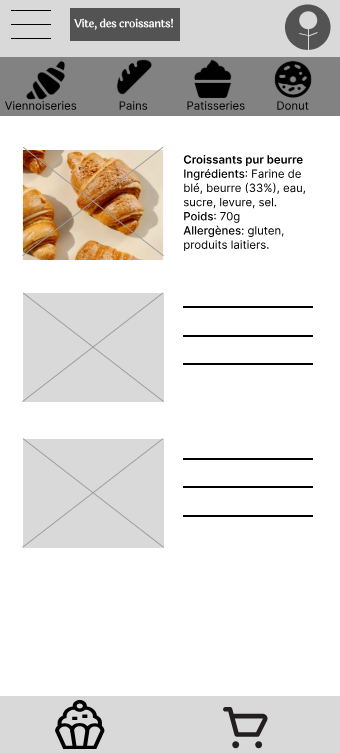 Vite, des croissants!
Viennoiseries
Pains
Patisseries
Donut
Croissants pur beurre
Ingrédients: Farine de
blé, beurre (33%), eau,
sucre, levure, sel.
Poids: 70g
Allergènes: gluten,
produits laitiers.